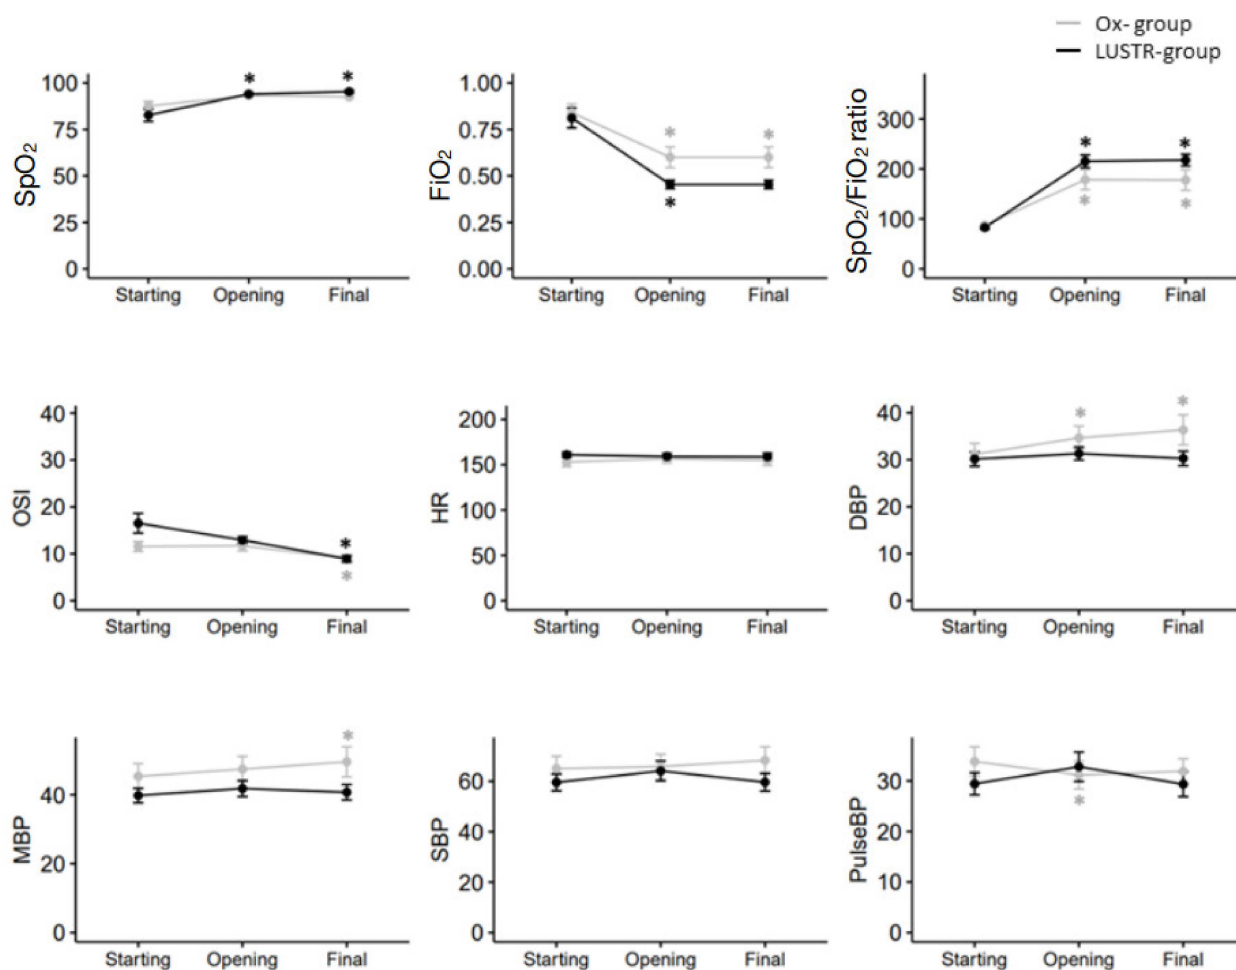 Ox- group
LUSTR-group
SpO₂
100
75
50
25
0
*
*
Starting
Opening
Final
FiO₂
1.00
0.75
0.50
0.25
0.00
*
*
*
Starting
Opening
Final
SpO₂/FiO₂ ratio
300
200
100
0
*
*
*
*
Starting
Opening
Final
OSI
40
30
20
10
0
*
*
Starting
Opening
Final
HR
200
150
100
50
0
Starting
Opening
Final
DBP
40
30
20
10
0
*
*
Starting
Opening
Final
MBP
40
20
0
*
Starting
Opening
Final
SBP
60
40
20
0
Starting
Opening
Final
PulseBP
30
20
10
0
*
Starting
Opening
Final